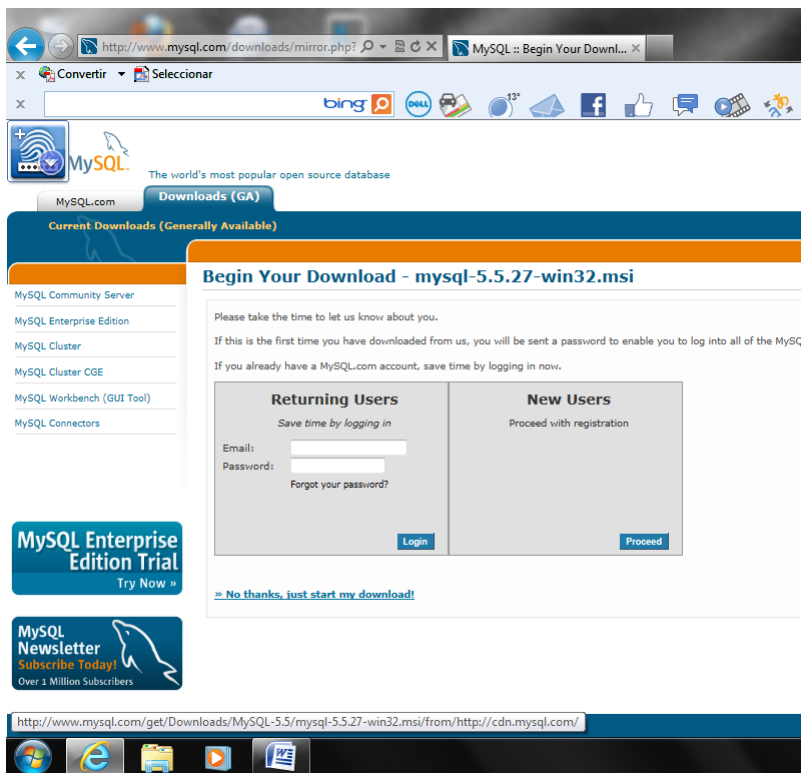 http://www.mysql.com/downloads/mirror.php?
MySQL :: Begin Your Downl...
x Convertir Seleccionar
x bing DELL 13°
MySQL.
The world's most popular open source database
MySQL.com
Downloads (GA)
Current Downloads (Generally Available)
Begin Your Download - mysql-5.5.27-win32.msi
MySQL Community Server
MySQL Enterprise Edition
MySQL Cluster
MySQL Cluster CGE
MySQL Workbench (GUI Tool)
MySQL Connectors
Please take the time to let us know about you.
If this is the first time you have downloaded from us, you will be sent a password to enable you to log into all of the MySQ
If you already have a MySQL.com account, save time by logging in now.
Returning Users
Save time by logging in
Email:
Password:
Forgot your password?
Login
New Users
Proceed with registration
Proceed
» No thanks, just start my download!
MySQL Enterprise
Edition Trial
Try Now »
MySQL
Newsletter
Subscribe Today!
Over 1 Million Subscribers
http://www.mysql.com/get/Downloads/MySQL-5.5/mysql-5.5.27-win32.msi/from/http://cdn.mysql.com/